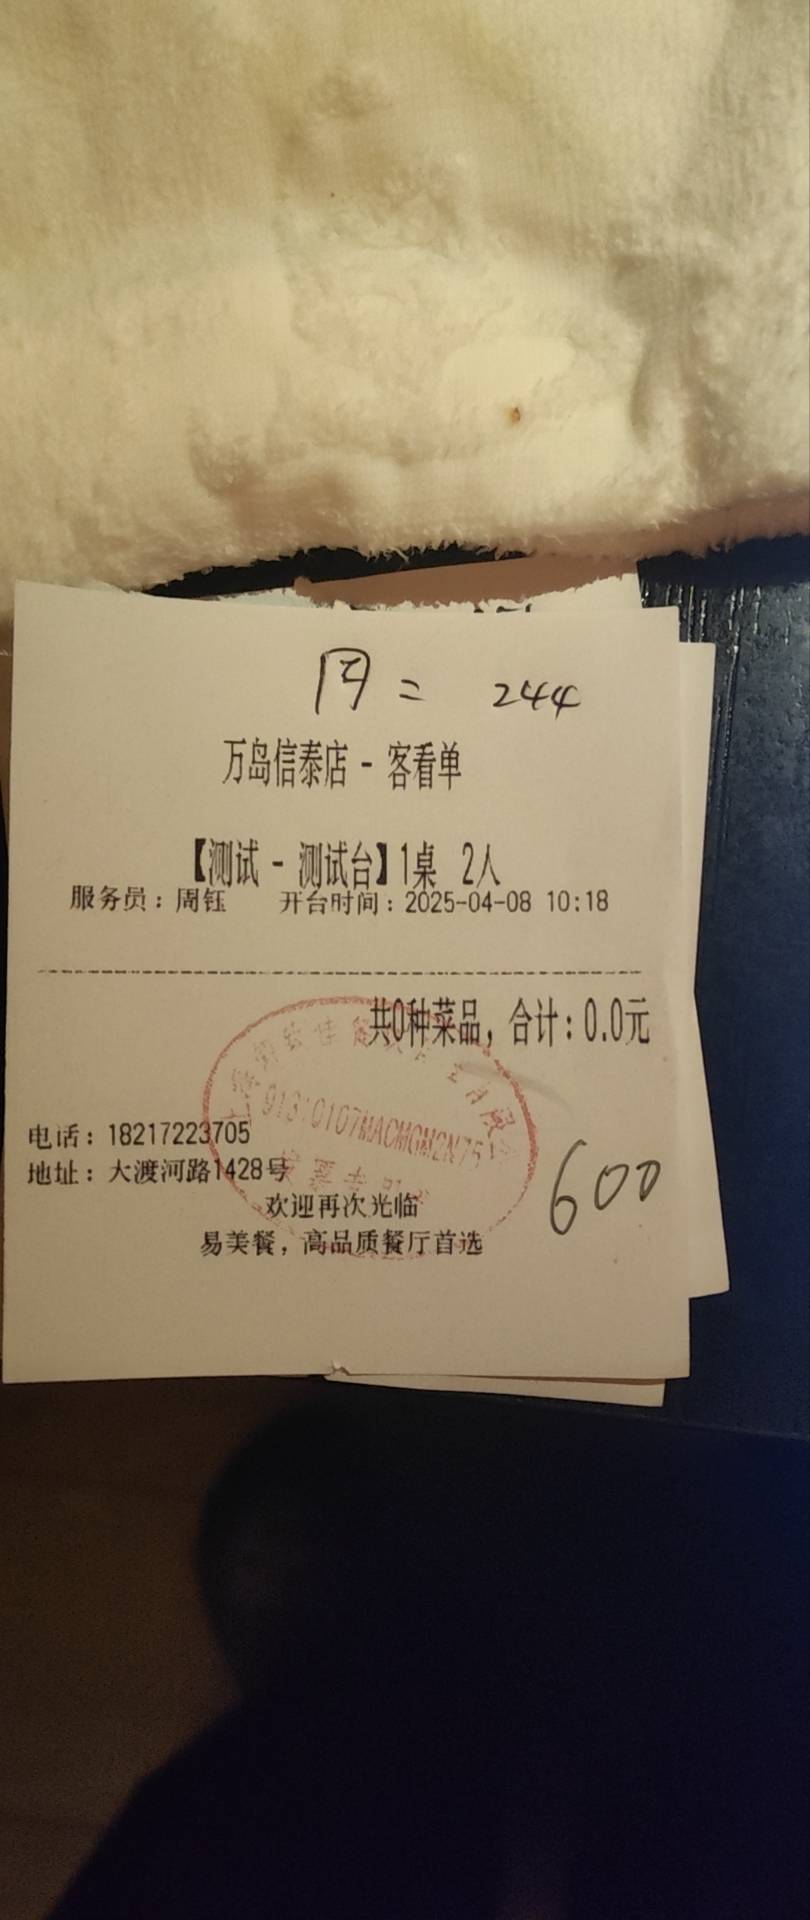 周二 244
万岛信泰店 - 客看单
【测试 - 测试台】1桌 2人
服务员：周钰 开台时间：2025-04-08 10:18
共0种菜品，合计：0.0元
91310107MACMGM2N75
电话：18217223705
地址：大渡河路1428号
600
欢迎再次光临
易美餐，高品质餐厅首选